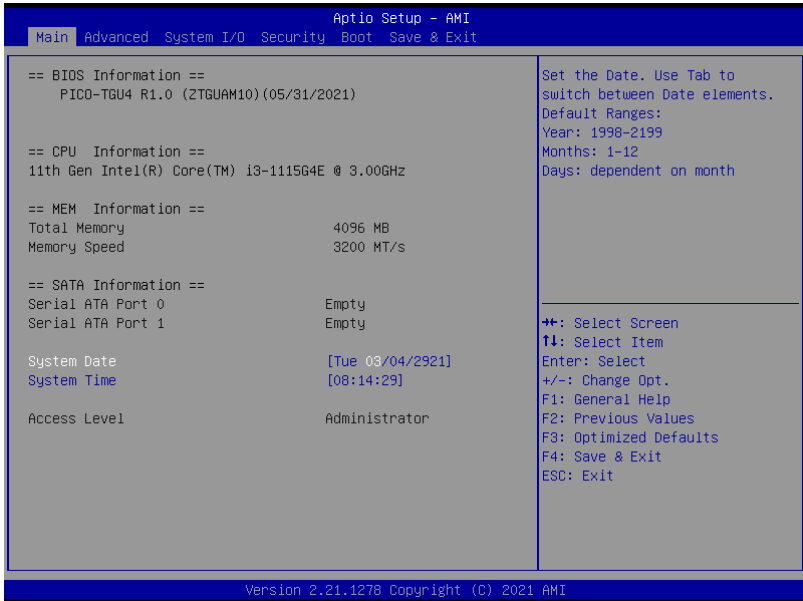 Aptio Setup – AMI
Main Advanced System I/O Security Boot Save & Exit
== BIOS Information ==
PICO-TGU4 R1.0 (ZTGUAM10)(05/31/2021)
== CPU Information ==
11th Gen Intel(R) Core(TM) i3-1115G4E @ 3.00GHz
== MEM Information ==
Total Memory 4096 MB
Memory Speed 3200 MT/s
== SATA Information ==
Serial ATA Port 0 Empty
Serial ATA Port 1 Empty
System Date [Tue 03/04/2921]
System Time [08:14:29]
Access Level Administrator
Set the Date. Use Tab to
switch between Date elements.
Default Ranges:
Year: 1998-2199
Months: 1-12
Days: dependent on month
→←: Select Screen
↑↓: Select Item
Enter: Select
+/-: Change Opt.
F1: General Help
F2: Previous Values
F3: Optimized Defaults
F4: Save & Exit
ESC: Exit
Version 2.21.1278 Copyright (C) 2021 AMI